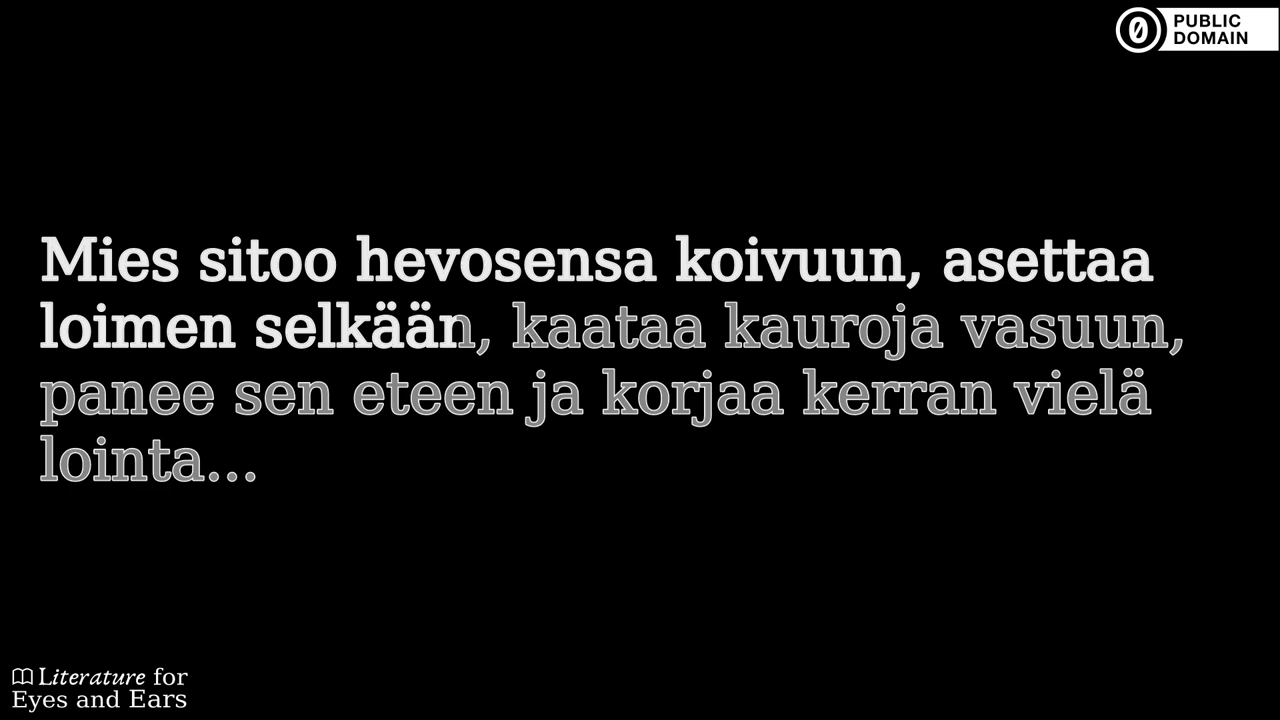 PUBLIC
DOMAIN
Mies sitoo hevosensa koivuun, asettaa
loimen selkään, kaataa kauroja vasuun,
panee sen eteen ja korjaa kerran vielä
lointa...
Literature for
Eyes and Ears